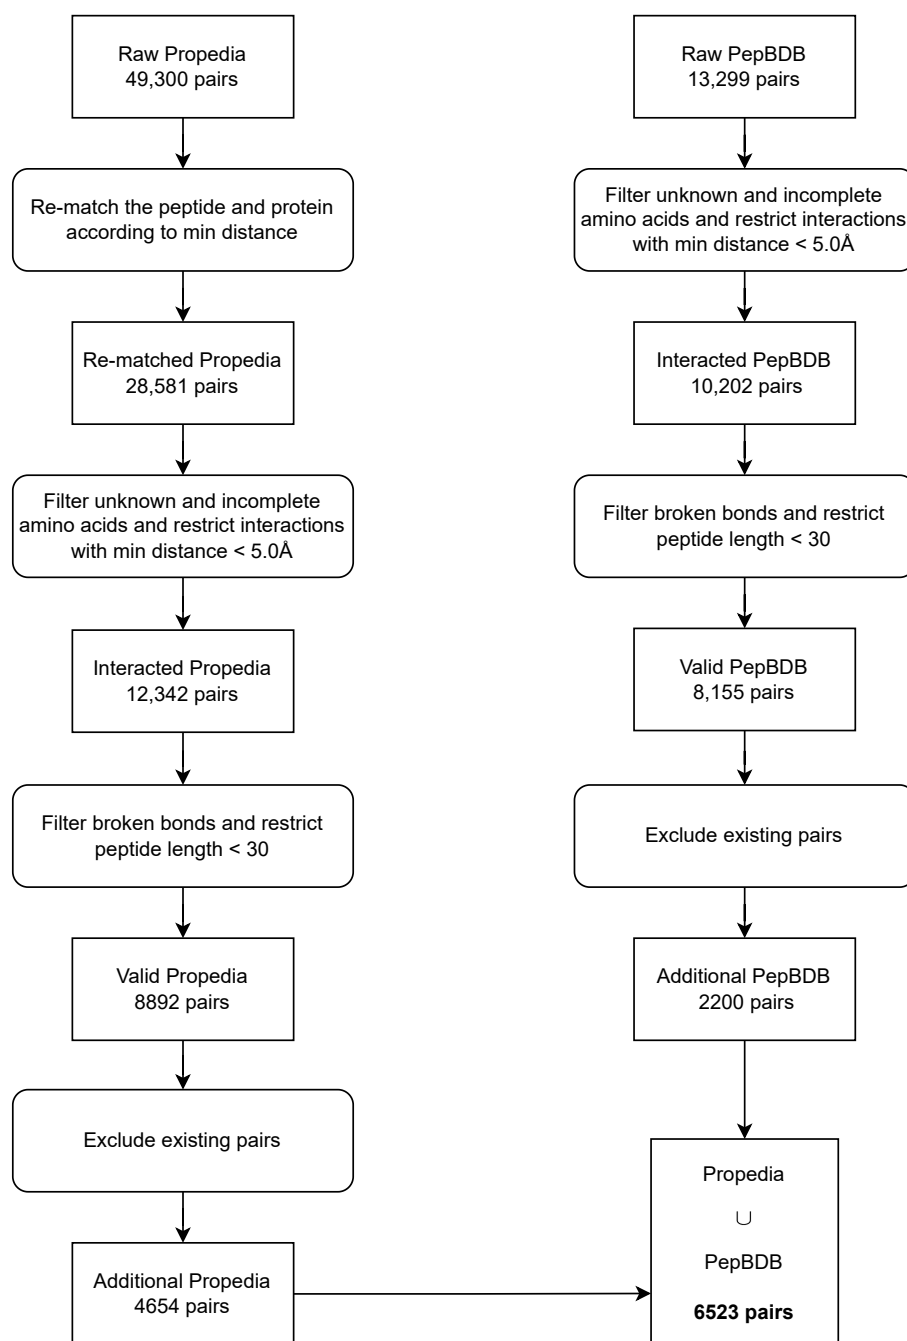 Raw Propedia
49,300 pairs
Re-match the peptide and protein
according to min distance
Re-matched Propedia
28,581 pairs
Filter unknown and incomplete
amino acids and restrict interactions
with min distance < 5.0Å
Interacted Propedia
12,342 pairs
Filter broken bonds and restrict
peptide length < 30
Valid Propedia
8892 pairs
Exclude existing pairs
Additional Propedia
4654 pairs
Raw PepBDB
13,299 pairs
Filter unknown and incomplete
amino acids and restrict interactions
with min distance < 5.0Å
Interacted PepBDB
10,202 pairs
Filter broken bonds and restrict
peptide length < 30
Valid PepBDB
8,155 pairs
Exclude existing pairs
Additional PepBDB
2200 pairs
Propedia
∪
PepBDB
6523 pairs